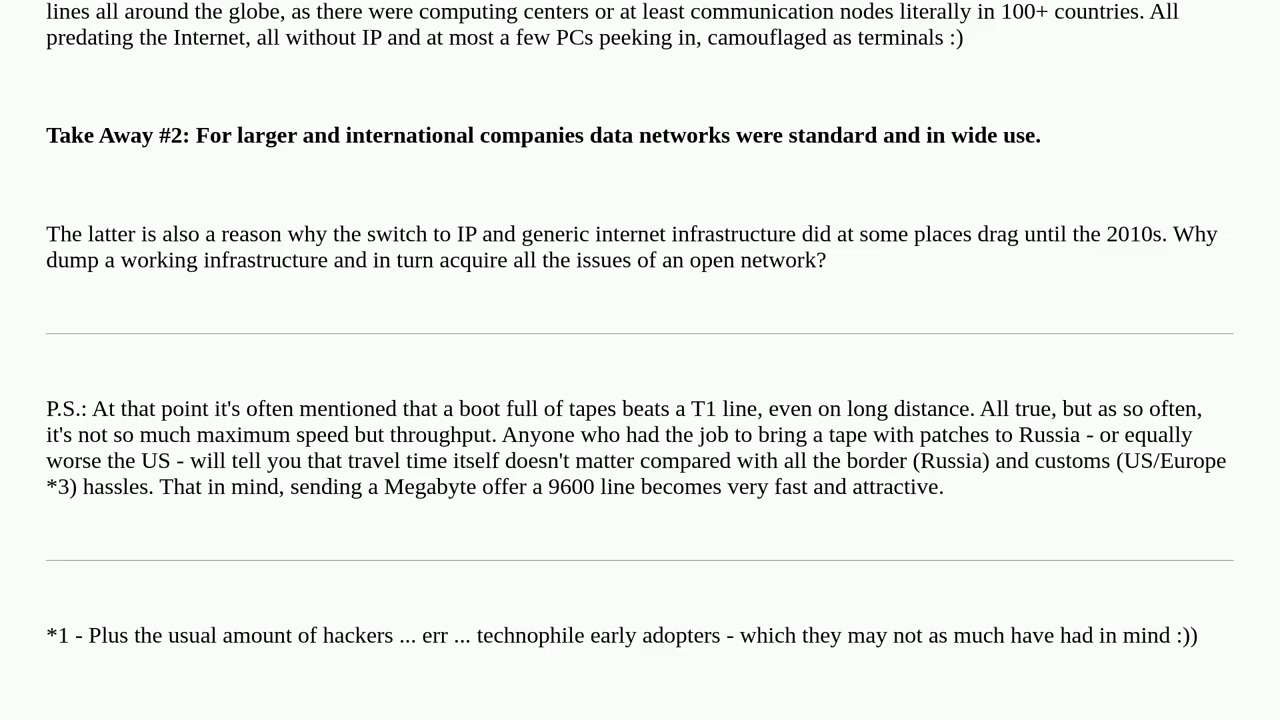 lines all around the globe, as there were computing centers or at least communication nodes literally in 100+ countries. All
predating the Internet, all without IP and at most a few PCs peeking in, camouflaged as terminals :)
Take Away #2: For larger and international companies data networks were standard and in wide use.
The latter is also a reason why the switch to IP and generic internet infrastructure did at some places drag until the 2010s. Why
dump a working infrastructure and in turn acquire all the issues of an open network?
P.S.: At that point it's often mentioned that a boot full of tapes beats a T1 line, even on long distance. All true, but as so often,
it's not so much maximum speed but throughput. Anyone who had the job to bring a tape with patches to Russia - or equally
worse the US - will tell you that travel time itself doesn't matter compared with all the border (Russia) and customs (US/Europe
*3) hassles. That in mind, sending a Megabyte offer a 9600 line becomes very fast and attractive.
*1 - Plus the usual amount of hackers ... err ... technophile early adopters - which they may not as much have had in mind :))